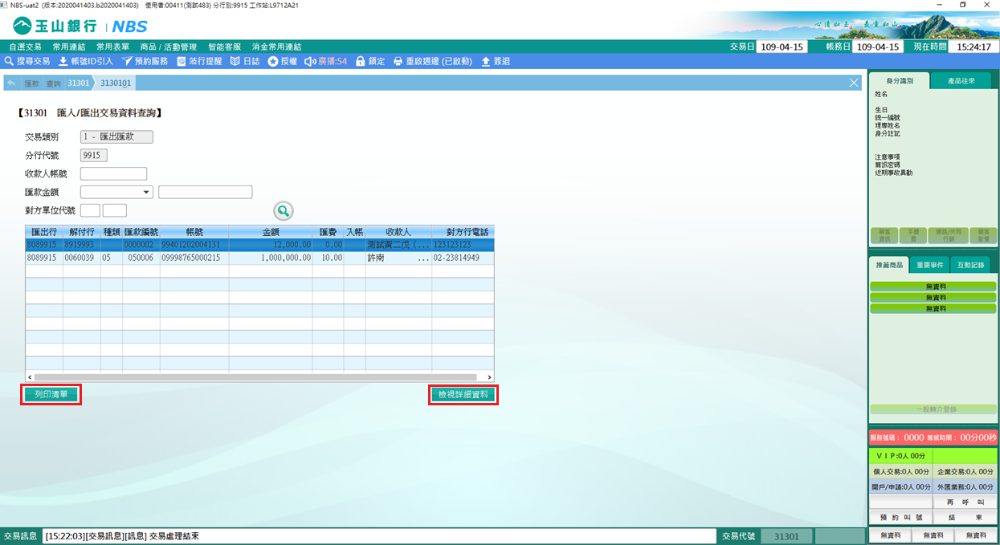 NBS-uat2 (版本:2020041403.b2020041403) 使用者:00411(測試483) 分行別:9915 工作站:L9712A21
玉山銀行 | NBS
心清如玉。義重如山。
自選交易 常用連結 常用表單 商品 / 活動管理 智能客服 消金常用連結 交易日 109-04-15 帳務日 109-04-15 現在時間 15:24:17
搜尋交易 帳號ID引入 預約服務 落行提醒 日誌 授權 廣播:54 鎖定 重啟週邊 (已啟動) 簽退
匯款 查詢 31301 3130101
【31301 匯入/匯出交易資料查詢】
交易類別 1 - 匯出匯款
分行代號 9915
收款人帳號
匯款金額
對方單位代號
匯出行 解付行 種類 匯款編號 帳號 金額 匯費 入帳 收款人 對方行電話
8089915 8919993 0000002 99401202004131 12,000.00 0.00 測試黃二戊 (... 123123123
8089915 0060039 05 050006 09998765000215 1,000,000.00 10.00 許南 ... 02-23814949
列印清單 檢視詳細資料
身分識別 產品往來
姓名
生日
統一編號
理專姓名
身分註記
注意事項
簡訊密碼
近期事故異動
顧客資訊 手續費 通路/共同行銷 顧客影像
推薦商品 重要事件 互動記錄
無資料
無資料
無資料
一般轉介登錄
服務號碼: 0000 等候時間: 00分00秒
ＶＩＰ:0人 00分
個人交易:0人 00分 企業交易:0人 00分
開戶/申請:0人 00分 外匯業務:0人 00分
再 呼 叫
預 約 叫 號 結 束
交易訊息 [15:22:03][交易訊息][訊息] 交易處理結束 交易代號 31301 無資料 無資料 無資料